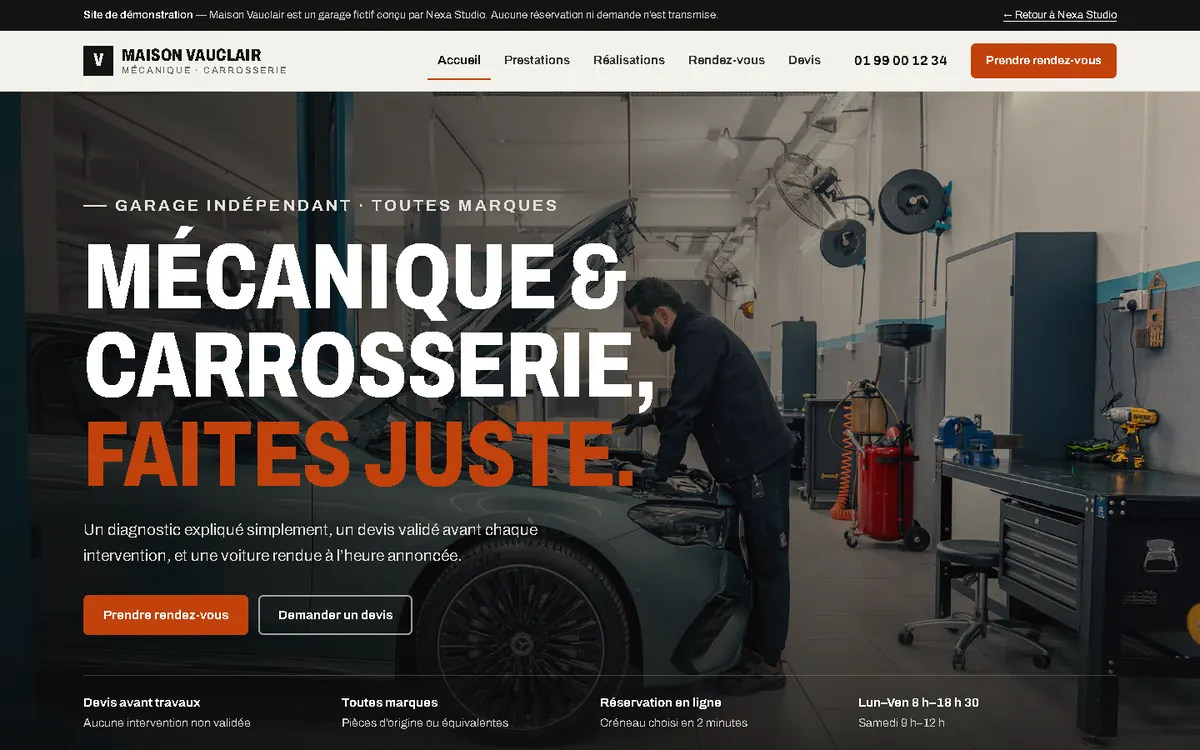 Site de démonstration — Maison Vauclair est un garage fictif conçu par Nexa Studio. Aucune réservation ni demande n'est transmise.
← Retour à Nexa Studio
V
MAISON VAUCLAIR
MÉCANIQUE · CARROSSERIE
Accueil
Prestations
Réalisations
Rendez-vous
Devis
01 99 00 12 34
Prendre rendez-vous
— GARAGE INDÉPENDANT · TOUTES MARQUES
MÉCANIQUE &
CARROSSERIE,
FAITES JUSTE.
Un diagnostic expliqué simplement, un devis validé avant chaque
intervention, et une voiture rendue à l’heure annoncée.
Prendre rendez-vous
Demander un devis
Devis avant travaux
Aucune intervention non validée
Toutes marques
Pièces d'origine ou équivalentes
Réservation en ligne
Créneau choisi en 2 minutes
Lun–Ven 8 h–18 h 30
Samedi 9 h–12 h